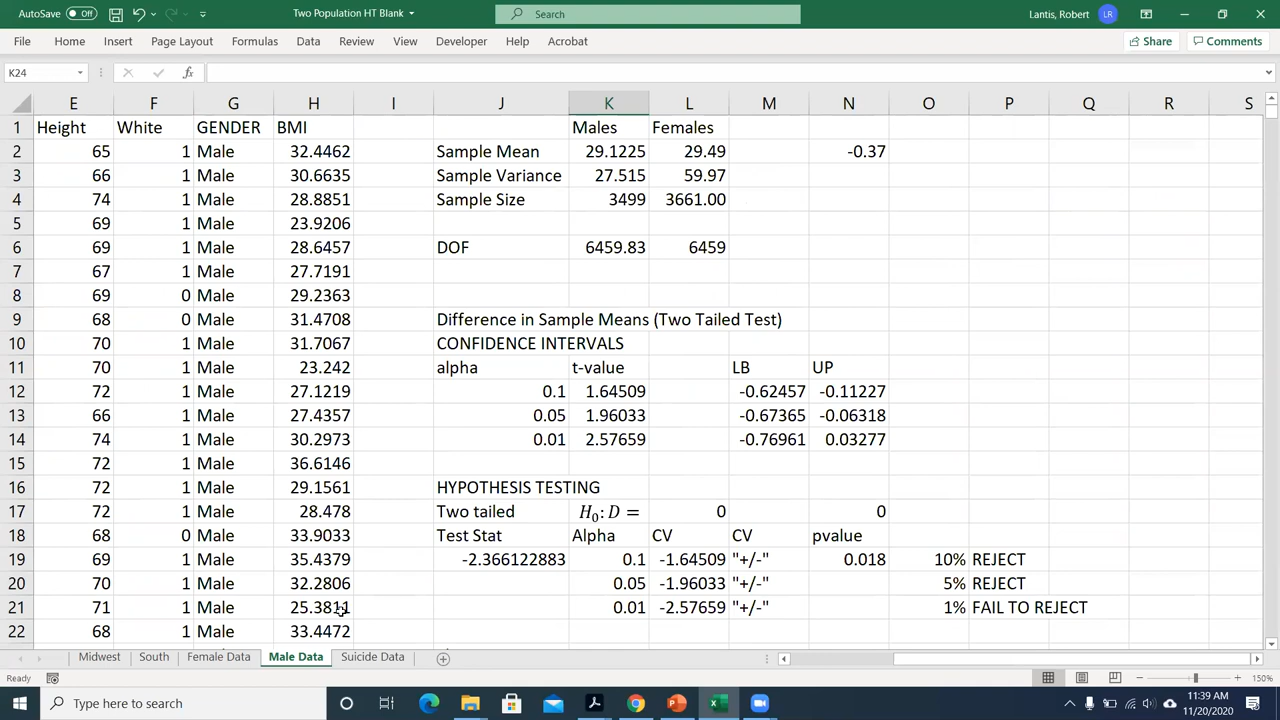 AutoSave Off Two Population HT Blank Search Lantis, Robert LR
File Home Insert Page Layout Formulas Data Review View Developer Help Acrobat Share Comments
K24 fx
E F G H I J K L M N O P Q R S
1 Height White GENDER BMI Males Females
2 65 1 Male 32.4462 Sample Mean 29.1225 29.49 -0.37
3 66 1 Male 30.6635 Sample Variance 27.515 59.97
4 74 1 Male 28.8851 Sample Size 3499 3661.00
5 69 1 Male 23.9206
6 69 1 Male 28.6457 DOF 6459.83 6459
7 67 1 Male 27.7191
8 69 0 Male 29.2363
9 68 0 Male 31.4708 Difference in Sample Means (Two Tailed Test)
10 70 1 Male 31.7067 CONFIDENCE INTERVALS
11 70 1 Male 23.242 alpha t-value LB UP
12 72 1 Male 27.1219 0.1 1.64509 -0.62457 -0.11227
13 66 1 Male 27.4357 0.05 1.96033 -0.67365 -0.06318
14 74 1 Male 30.2973 0.01 2.57659 -0.76961 0.03277
15 72 1 Male 36.6146
16 72 1 Male 29.1561 HYPOTHESIS TESTING
17 72 1 Male 28.478 Two tailed H₀: D = 0 0
18 68 0 Male 33.9033 Test Stat Alpha CV CV pvalue
19 69 1 Male 35.4379 -2.366122883 0.1 -1.64509 "+/-" 0.018 10% REJECT
20 70 1 Male 32.2806 0.05 -1.96033 "+/-" 5% REJECT
21 71 1 Male 25.3811 0.01 -2.57659 "+/-" 1% FAIL TO REJECT
22 68 1 Male 33.4472
Midwest South Female Data Male Data Suicide Data
Ready 150%
Type here to search 11:39 AM
11/20/2020